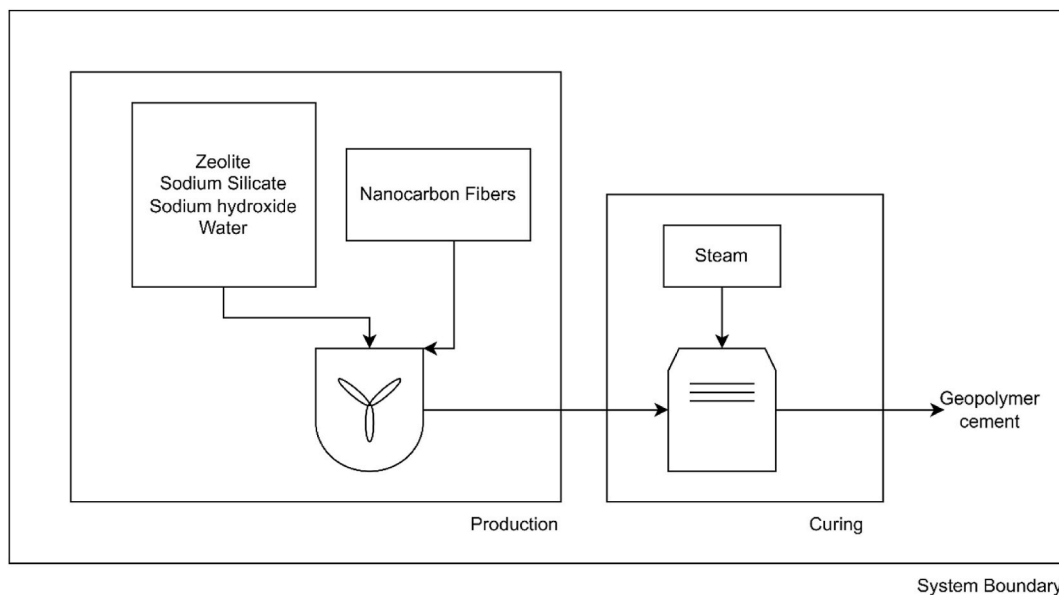 Zeolite
Sodium Silicate
Sodium hydroxide
Water
Nanocarbon Fibers
Steam
Geopolymer
cement
Production
Curing
System Boundary